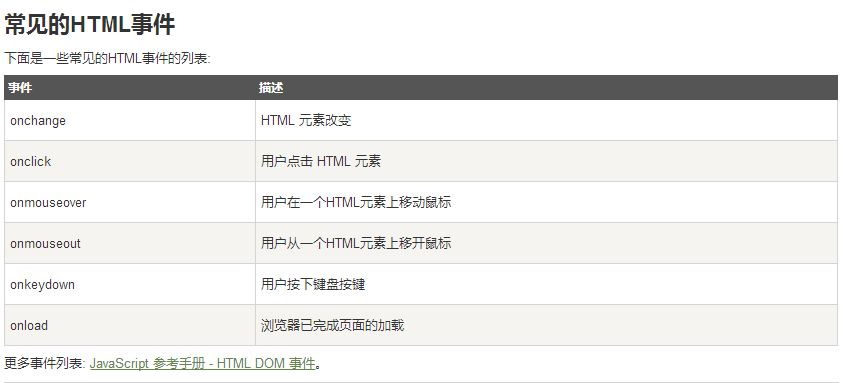 常见的HTML事件
下面是一些常见的HTML事件的列表:
事件 描述
onchange HTML 元素改变
onclick 用户点击 HTML 元素
onmouseover 用户在一个HTML元素上移动鼠标
onmouseout 用户从一个HTML元素上移开鼠标
onkeydown 用户按下键盘按键
onload 浏览器已完成页面的加载
更多事件列表: JavaScript 参考手册 - HTML DOM 事件。